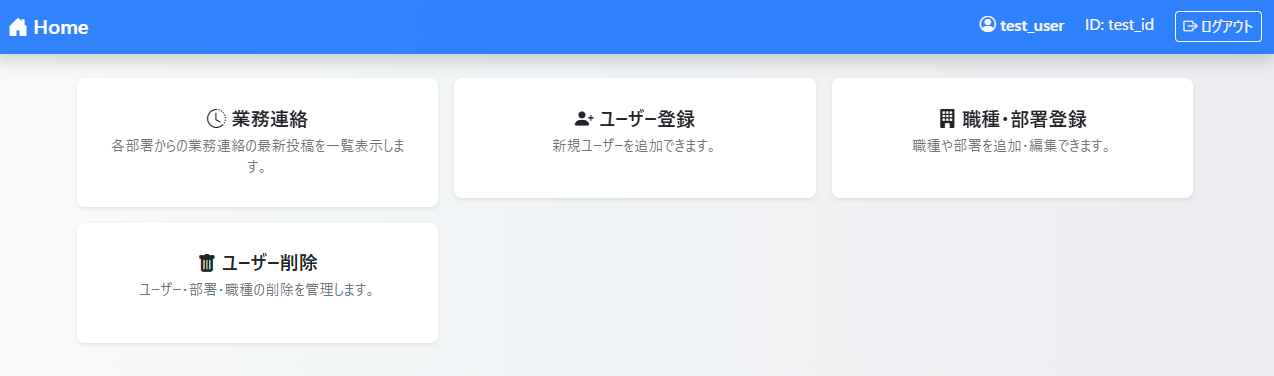 Home
test_user ID: test_id ログアウト
業務連絡
各部署からの業務連絡の最新投稿を一覧表示しま
す。
ユーザー登録
新規ユーザーを追加できます。
職種・部署登録
職種や部署を追加・編集できます。
ユーザー削除
ユーザー・部署・職種の削除を管理します。